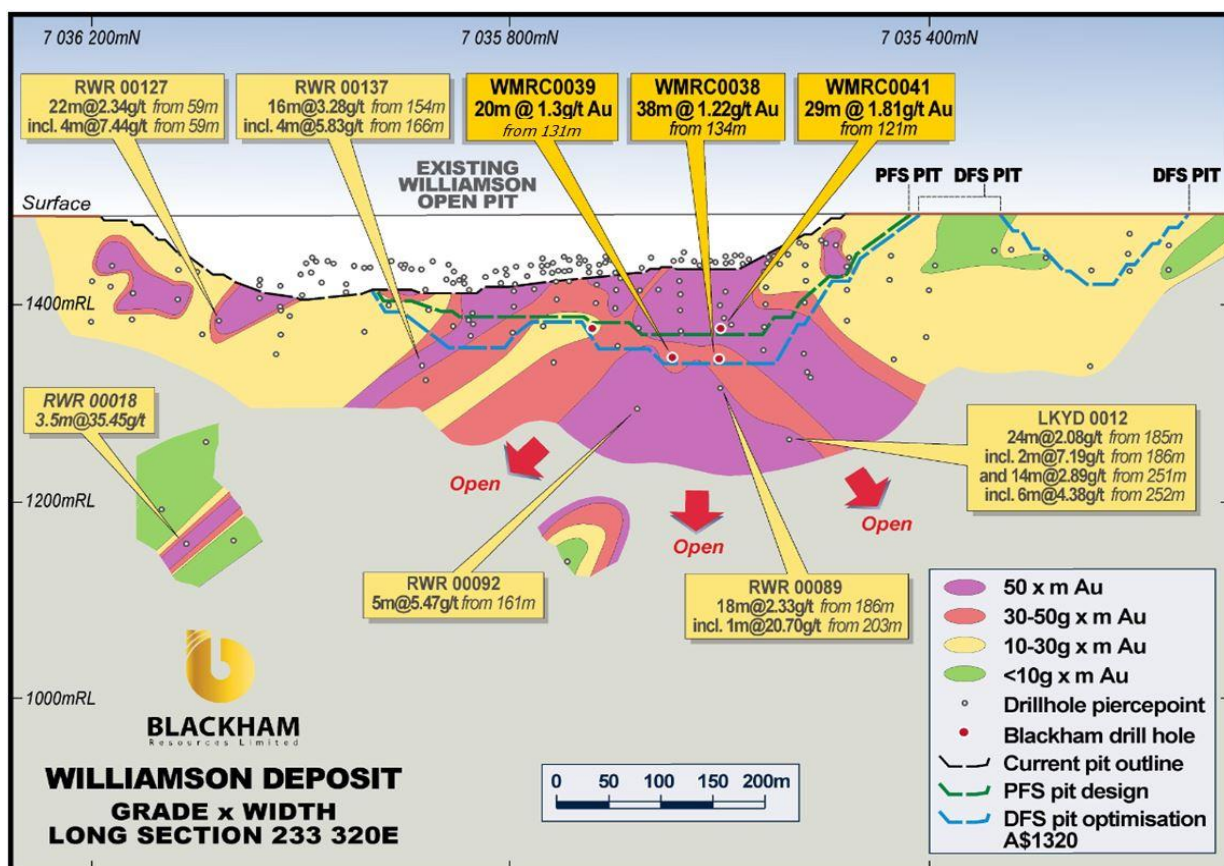 7 036 200mN
7 035 800mN
7 035 400mN
RWR 00127
22m@2.34g/t from 59m
incl. 4m@7.44g/t from 59m
RWR 00137
16m@3.28g/t from 154m
incl. 4m@5.83g/t from 166m
WMRC0039
20m @ 1.3g/t Au
from 131m
WMRC0038
38m @ 1.22g/t Au
from 134m
WMRC0041
29m @ 1.81g/t Au
from 121m
EXISTING
WILLIAMSON
OPEN PIT
PFS PIT
DFS PIT
DFS PIT
Surface
1400mRL
RWR 00018
3.5m@35.45g/t
LKYD 0012
24m@2.08g/t from 185m
incl. 2m@7.19g/t from 186m
and 14m@2.89g/t from 251m
incl. 6m@4.38g/t from 252m
Open
Open
Open
1200mRL
RWR 00092
5m@5.47g/t from 161m
RWR 00089
18m@2.33g/t from 186m
incl. 1m@20.70g/t from 203m
1000mRL
BLACKHAM
Resources Limited
WILLIAMSON DEPOSIT
GRADE x WIDTH
LONG SECTION 233 320E
0 50 100 150 200m
50 x m Au
30-50g x m Au
10-30g x m Au
<10g x m Au
Drillhole piercepoint
Blackham drill hole
Current pit outline
PFS pit design
DFS pit optimisation
A$1320